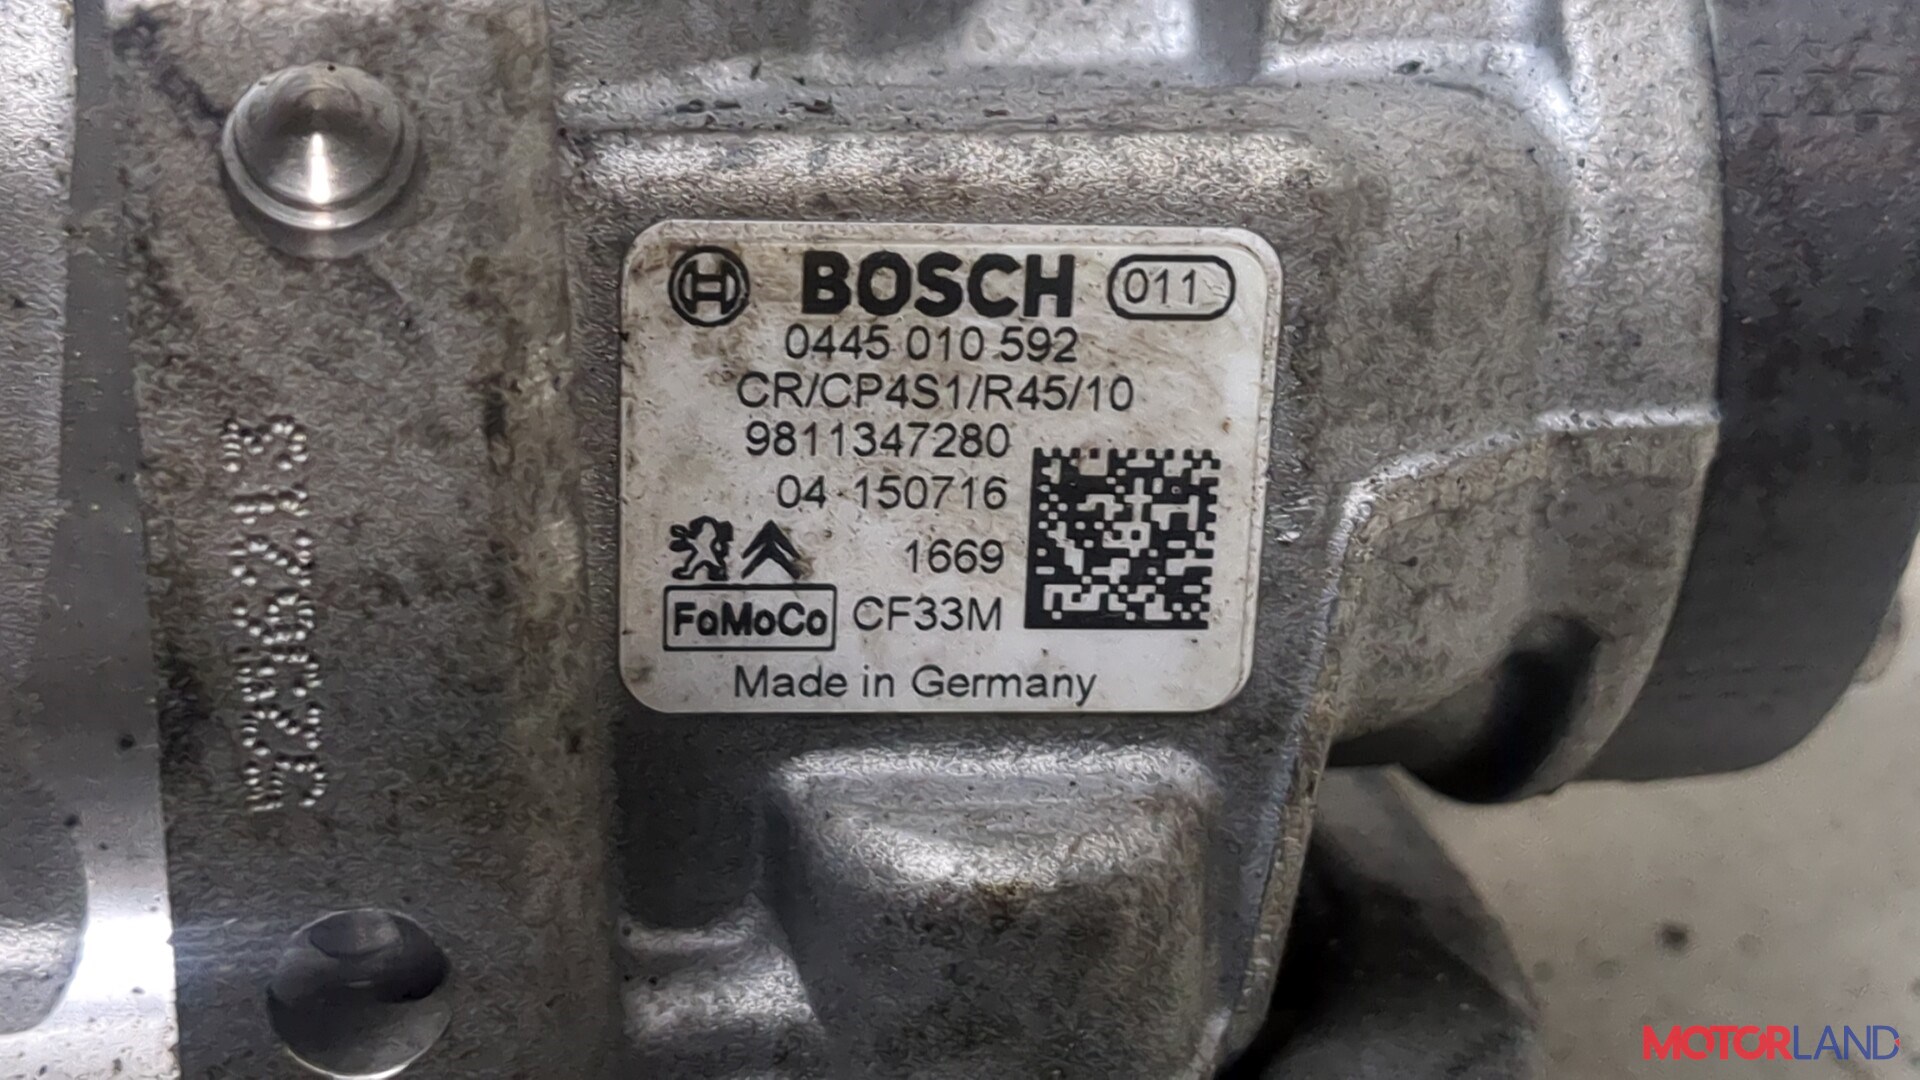 BOSCH 011
0445 010 592
CR/CP4S1/R45/10
9811347280
04 150716
1669
FoMoCo CF33M
Made in Germany
MOTORLAND